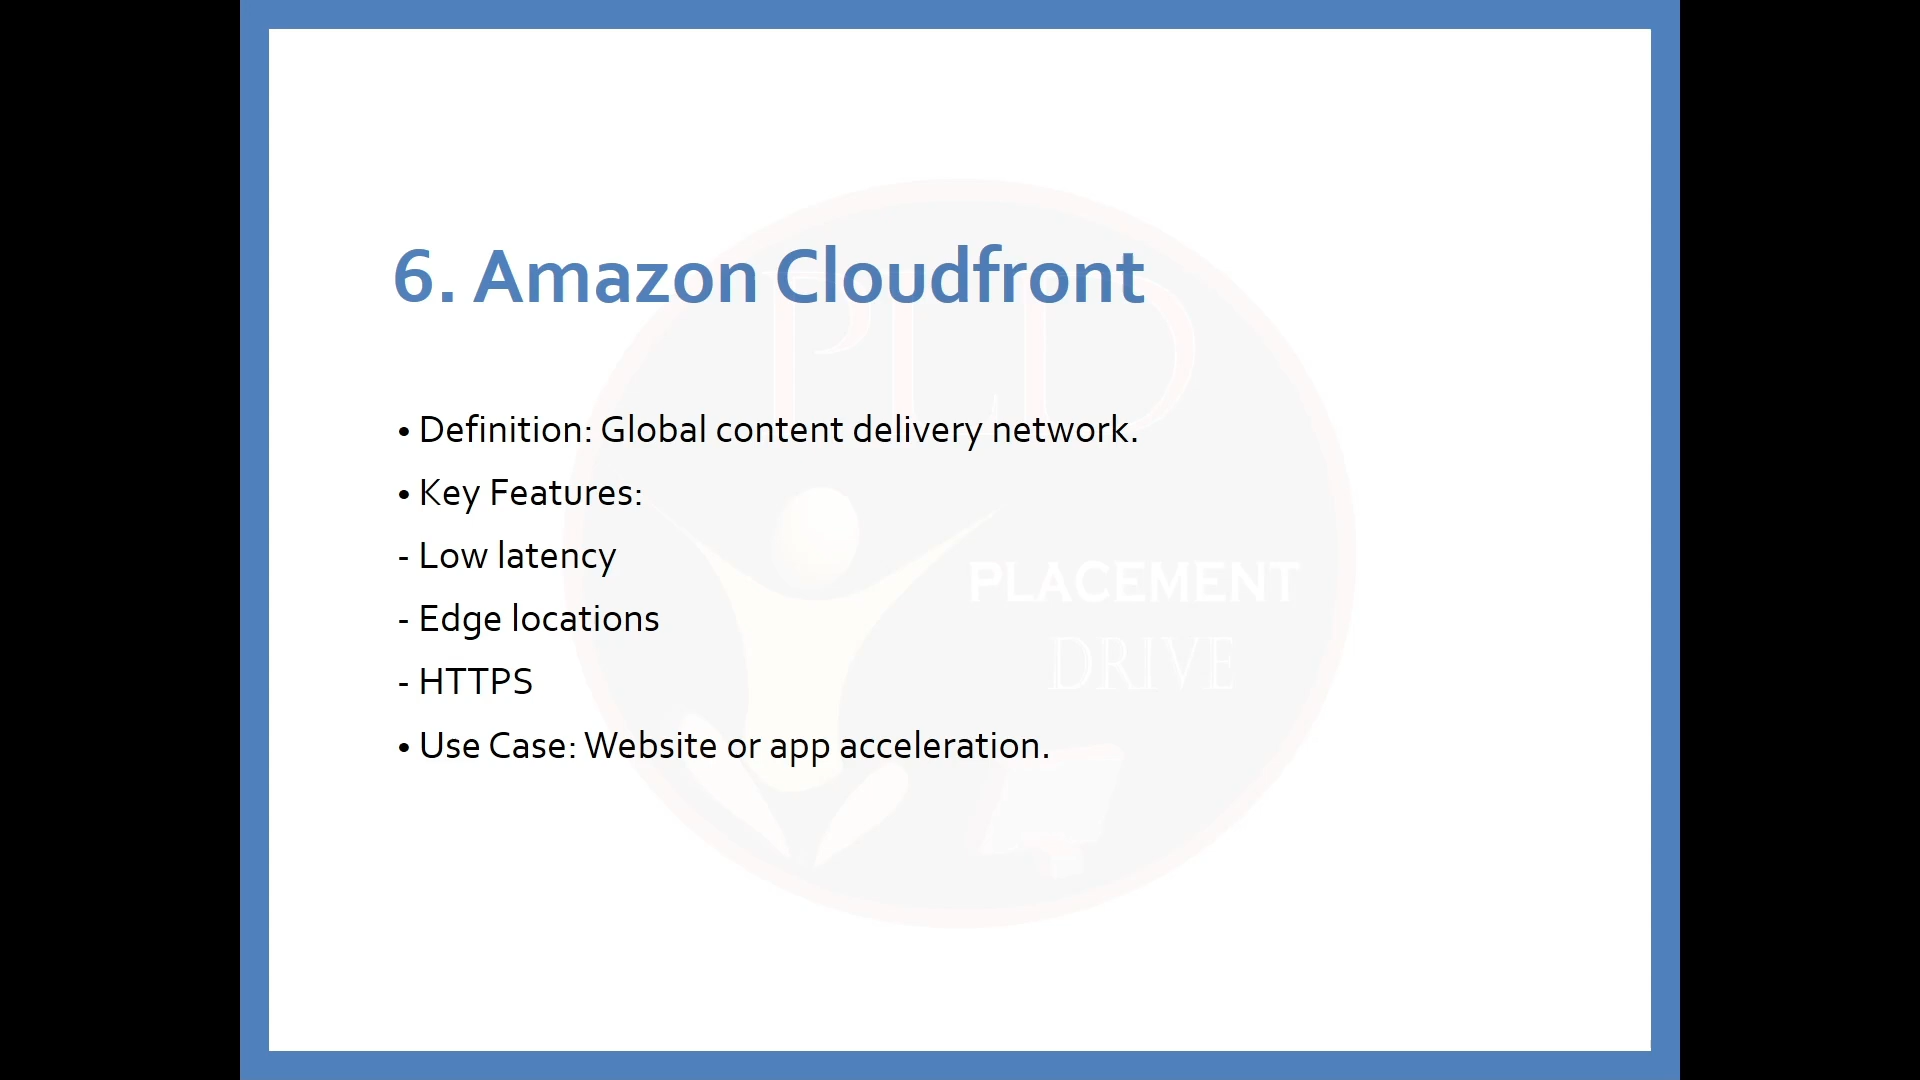 6. Amazon Cloudfront
PLD
• Definition: Global content delivery network.
• Key Features:
- Low latency
PLACEMENT
- Edge locations
DRIVE
- HTTPS
• Use Case: Website or app acceleration.